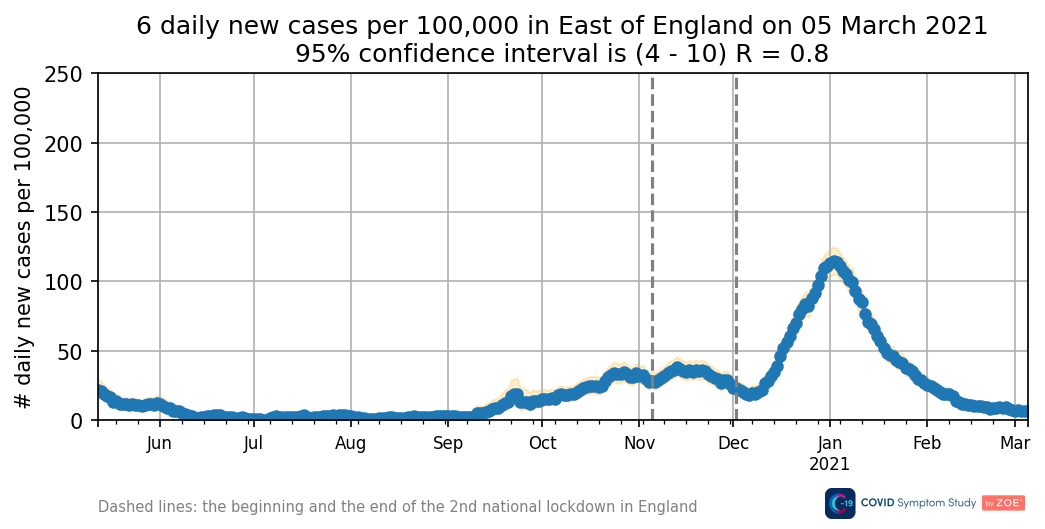 6 daily new cases per 100,000 in East of England on 05 March 2021
95% confidence interval is (4 - 10) R = 0.8
# daily new cases per 100,000
250
200
150
100
50
0
Jun Jul Aug Sep Oct Nov Dec Jan Feb Mar
2021
Dashed lines: the beginning and the end of the 2nd national lockdown in England
C-19 COVID Symptom Study by ZOE